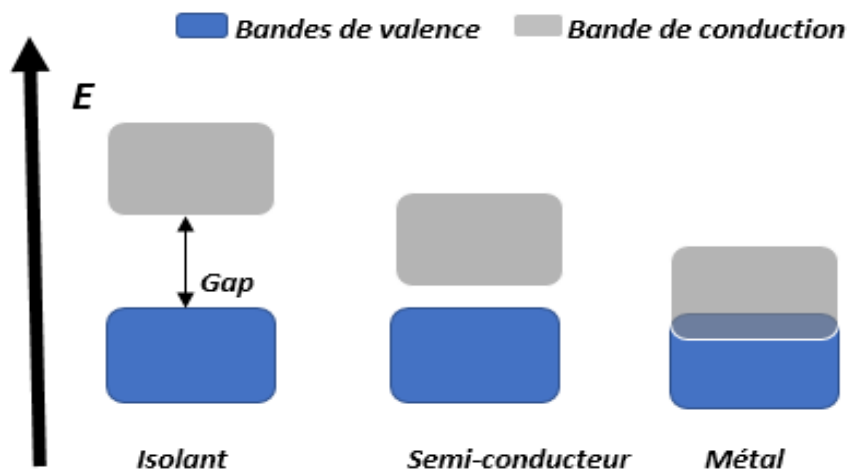 Bandes de valence Bande de conduction
E
Gap
Isolant Semi-conducteur Métal